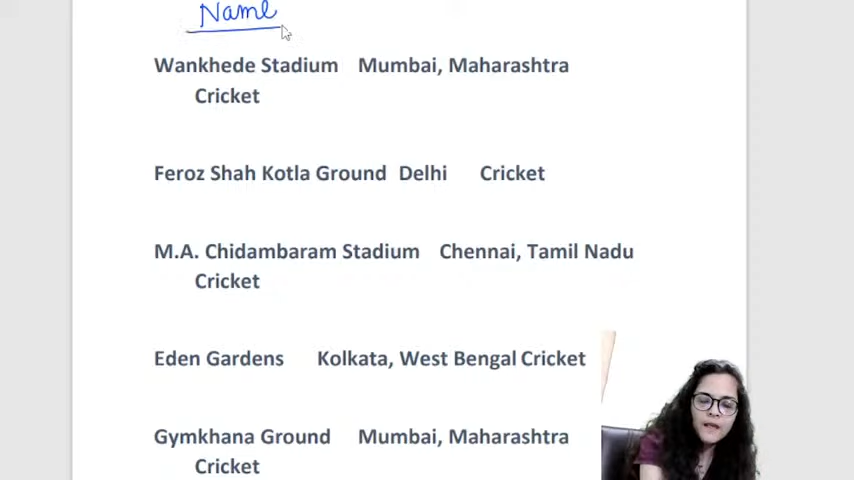 Name
Wankhede Stadium Mumbai, Maharashtra
Cricket
Feroz Shah Kotla Ground Delhi Cricket
M.A. Chidambaram Stadium Chennai, Tamil Nadu
Cricket
Eden Gardens Kolkata, West Bengal Cricket
Gymkhana Ground Mumbai, Maharashtra
Cricket